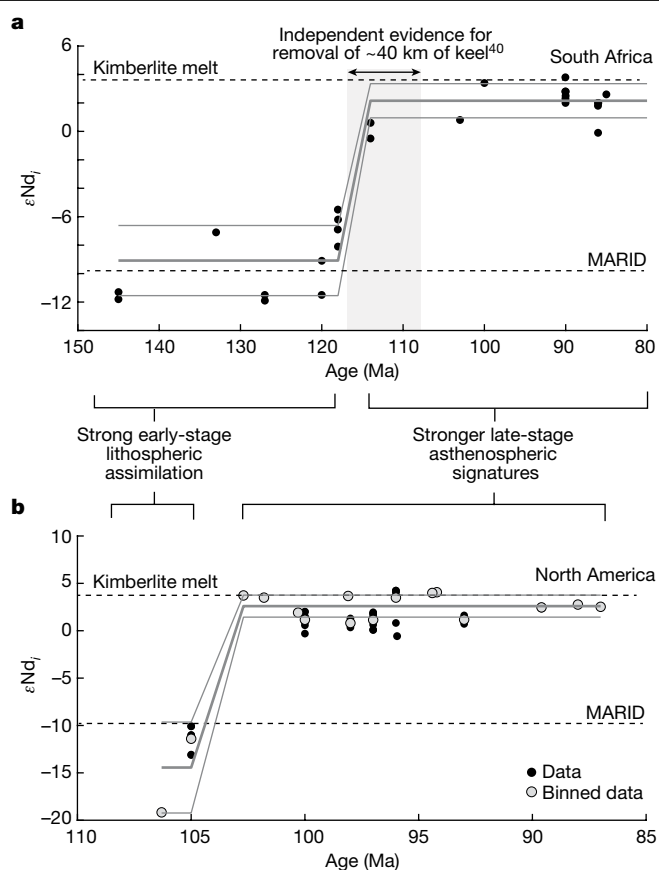 a
Independent evidence for
removal of ~40 km of keel40
Kimberlite melt
South Africa
6
0
−6
−12
εNdi
MARID
150 140 130 120 110 100 90 80
Age (Ma)
Strong early-stage
lithospheric
assimilation
Stronger late-stage
asthenospheric
signatures
b
10
5
0
−5
−10
−15
−20
εNdi
Kimberlite melt
North America
MARID
Data
Binned data
110 105 100 95 90 85
Age (Ma)